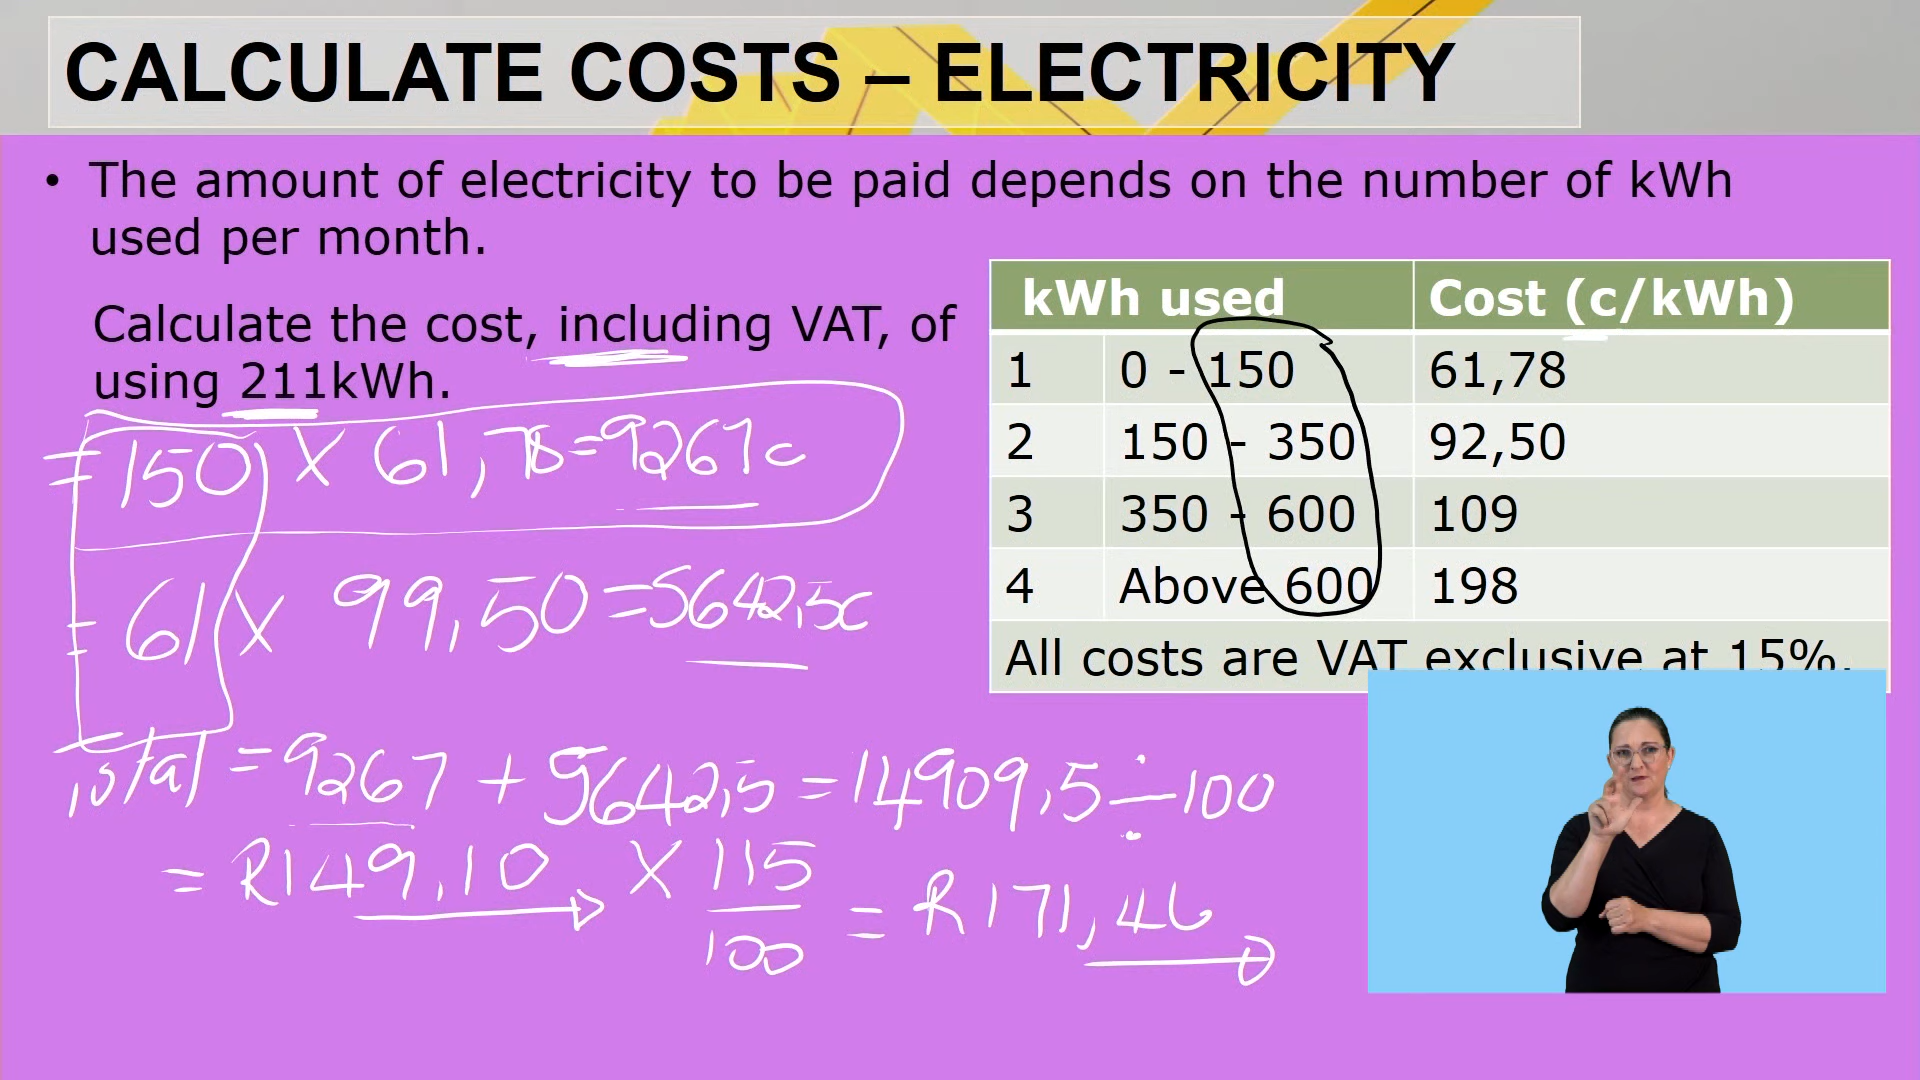 CALCULATE COSTS – ELECTRICITY
• The amount of electricity to be paid depends on the number of kWh
used per month.
Calculate the cost, including VAT, of
using 211kWh.
kWh used Cost (c/kWh)
1 0 - 150 61,78
2 150 - 350 92,50
3 350 - 600 109
4 Above 600 198
All costs are VAT exclusive at 15%.
= 150 × 61,78 = 9267c
= 61 × 99,50 = 5642,5c
Total = 9267 + 5642,5 = 14909,5 ÷ 100
= R149,10 × 115/100 = R171,46